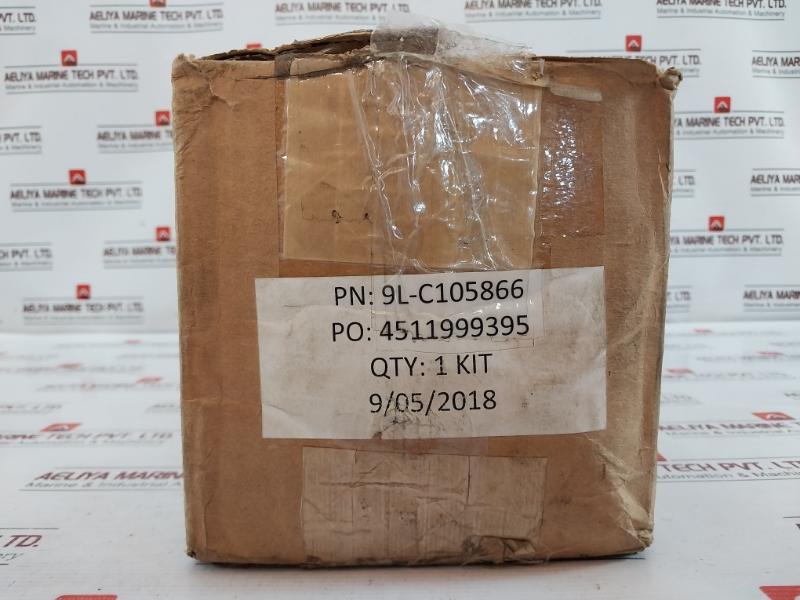 AELIYA MARINE TECH PVT. LTD.
Marine & Industrial Automation & Machinery
PN: 9L-C105866
PO: 4511999395
QTY: 1 KIT
9/05/2018